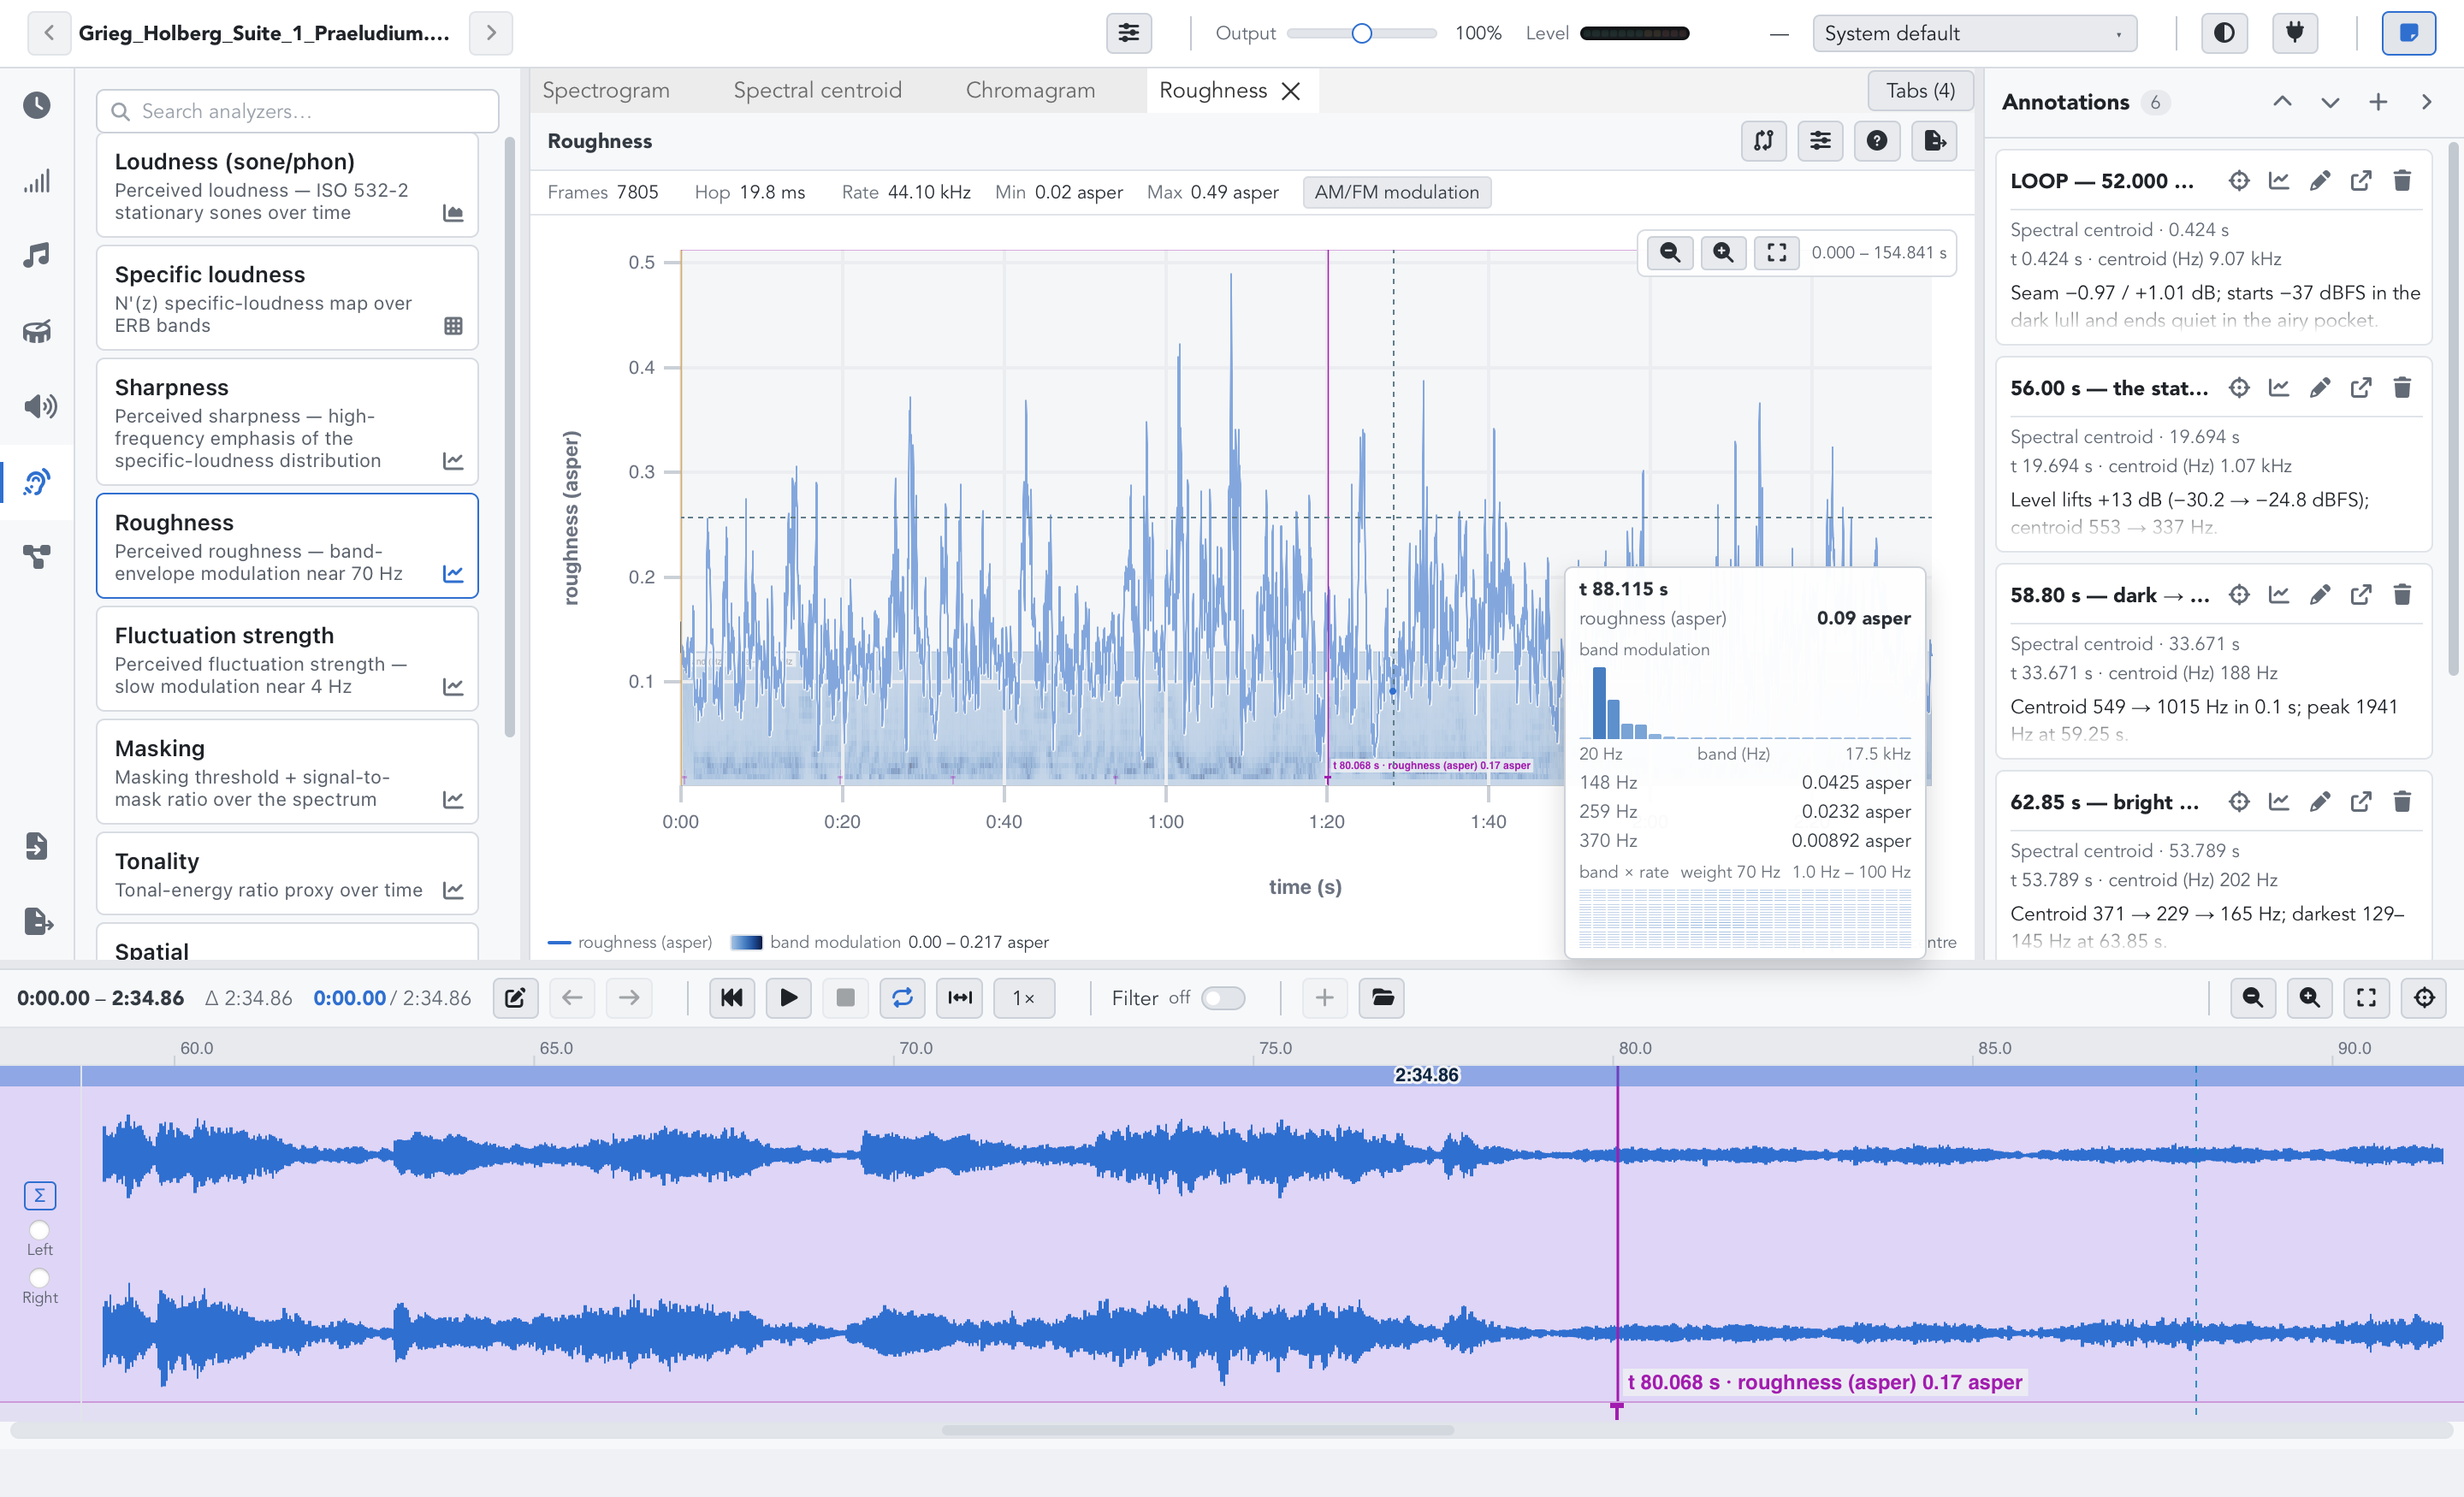 Grieg_Holberg_Suite_1_Praeludium....
Output 100% Level — System default
Search analyzers...
Loudness (sone/phon)
Perceived loudness — ISO 532-2
stationary sones over time
Specific loudness
N'(z) specific-loudness map over
ERB bands
Sharpness
Perceived sharpness — high-
frequency emphasis of the
specific-loudness distribution
Roughness
Perceived roughness — band-
envelope modulation near 70 Hz
Fluctuation strength
Perceived fluctuation strength —
slow modulation near 4 Hz
Masking
Masking threshold + signal-to-
mask ratio over the spectrum
Tonality
Tonal-energy ratio proxy over time
Spatial
Spectrogram Spectral centroid Chromagram Roughness Tabs (4)
Roughness
Frames 7805 Hop 19.8 ms Rate 44.10 kHz Min 0.02 asper Max 0.49 asper AM/FM modulation
0.000 – 154.841 s
0.5
0.4
0.3
0.2
0.1
roughness (asper)
t 80.068 s · roughness (asper) 0.17 asper
0:00 0:20 0:40 1:00 1:20 1:40
time (s)
roughness (asper) band modulation 0.00 – 0.217 asper
ntre
t 88.115 s
roughness (asper) 0.09 asper
band modulation
20 Hz band (Hz) 17.5 kHz
148 Hz 0.0425 asper
259 Hz 0.0232 asper
370 Hz 0.00892 asper
band × rate weight 70 Hz 1.0 Hz – 100 Hz
Annotations 6
LOOP — 52.000 ...
Spectral centroid · 0.424 s
t 0.424 s · centroid (Hz) 9.07 kHz
Seam −0.97 / +1.01 dB; starts −37 dBFS in the
dark lull and ends quiet in the airy pocket.
56.00 s — the stat...
Spectral centroid · 19.694 s
t 19.694 s · centroid (Hz) 1.07 kHz
Level lifts +13 dB (−30.2 → −24.8 dBFS);
centroid 553 → 337 Hz.
58.80 s — dark → ...
Spectral centroid · 33.671 s
t 33.671 s · centroid (Hz) 188 Hz
Centroid 549 → 1015 Hz in 0.1 s; peak 1941
Hz at 59.25 s.
62.85 s — bright ...
Spectral centroid · 53.789 s
t 53.789 s · centroid (Hz) 202 Hz
Centroid 371 → 229 → 165 Hz; darkest 129–
145 Hz at 63.85 s.
0:00.00 – 2:34.86 Δ 2:34.86 0:00.00 / 2:34.86 1× Filter off
60.0 65.0 70.0 75.0 80.0 85.0 90.0
2:34.86
Σ
Left
Right
t 80.068 s · roughness (asper) 0.17 asper